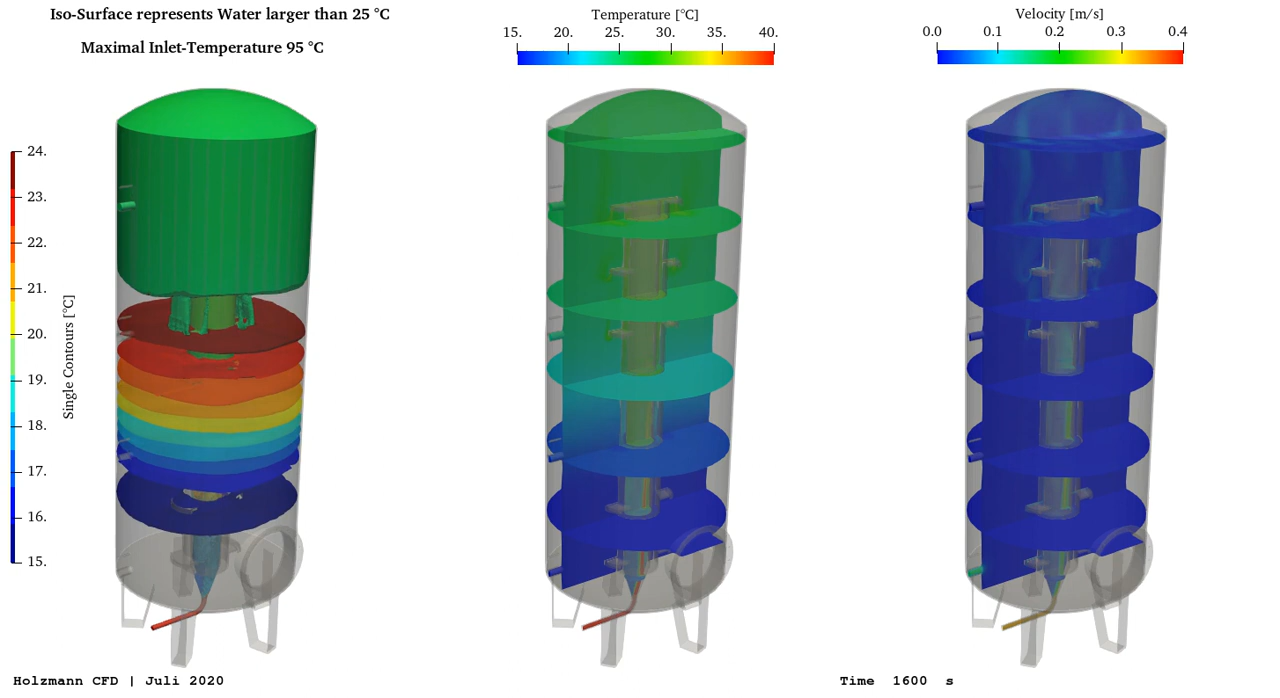 Iso-Surface represents Water larger than 25 °C
Maximal Inlet-Temperature 95 °C
Single Contours [°C]
24.
23.
22.
21.
20.
19.
18.
17.
16.
15.
Temperature [°C]
15. 20. 25. 30. 35. 40.
Velocity [m/s]
0.0 0.1 0.2 0.3 0.4
Holzmann CFD | Juli 2020
Time 1600 s